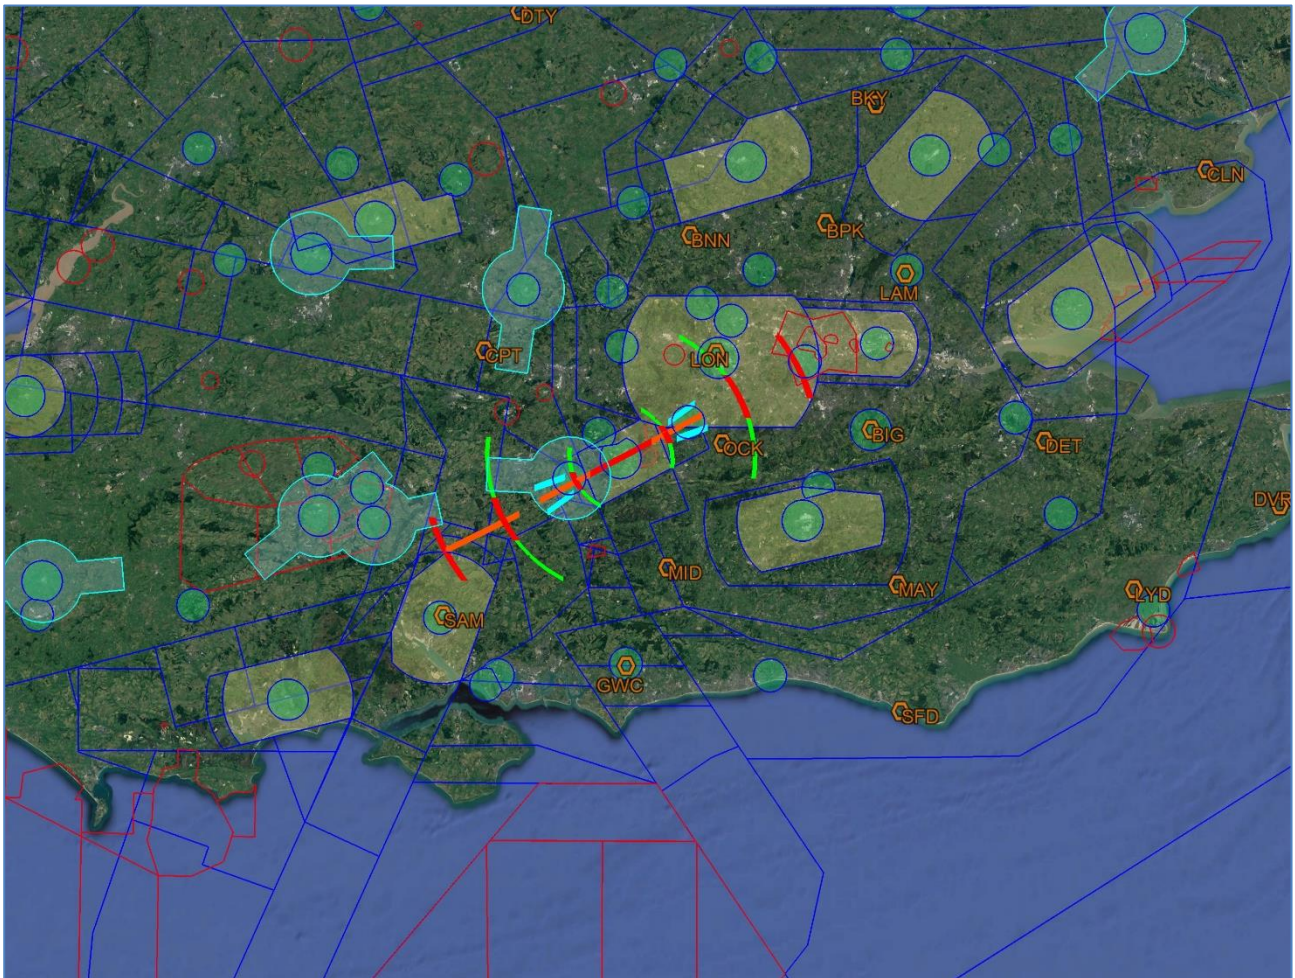 DTY
BKY
CLN
BPK
BNN
LAM
CPT
LON
BIG
OCK
DET
DVR
MID
MAY
LYD
SAM
GWC
SFD